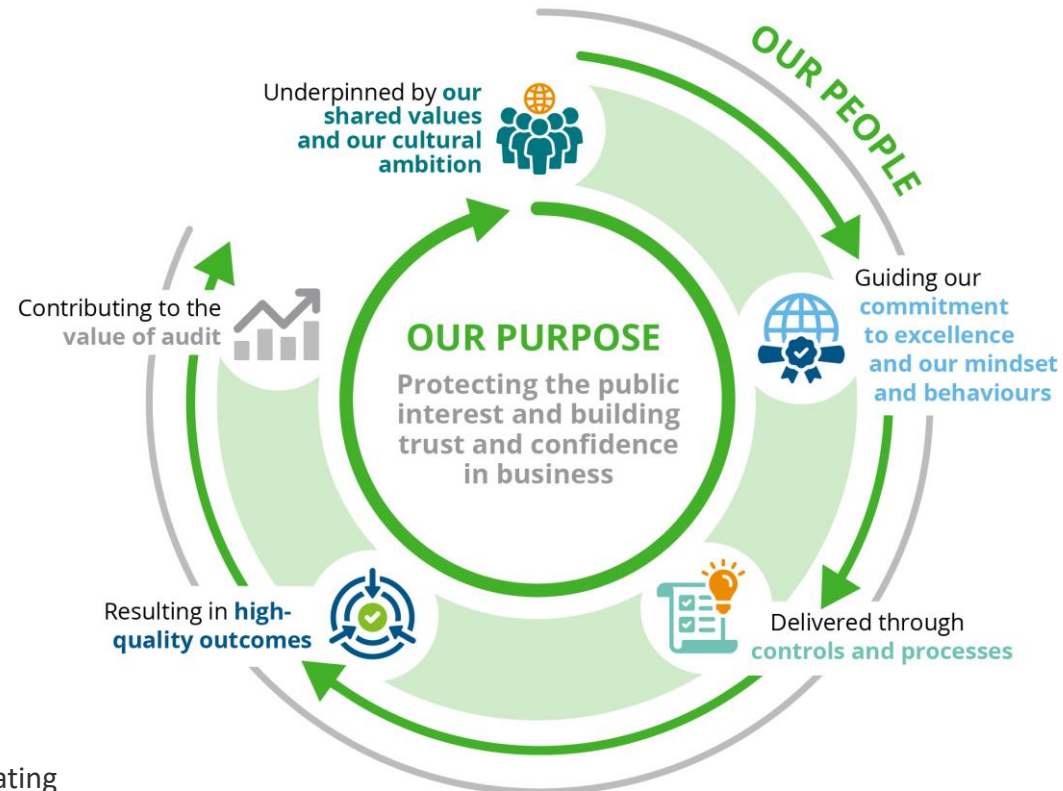 OUR PEOPLE
Underpinned by our
shared values
and our cultural
ambition
Guiding our
commitment
to excellence
and our mindset
and behaviours
Contributing to the
value of audit
OUR PURPOSE
Protecting the public
interest and building
trust and confidence
in business
Resulting in high-
quality outcomes
Delivered through
controls and processes
ating